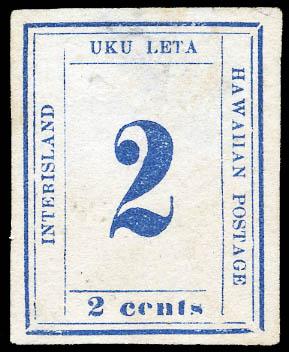 UKU LETA
INTERISLAND
2
HAWAIIAN POSTAGE
2 cents